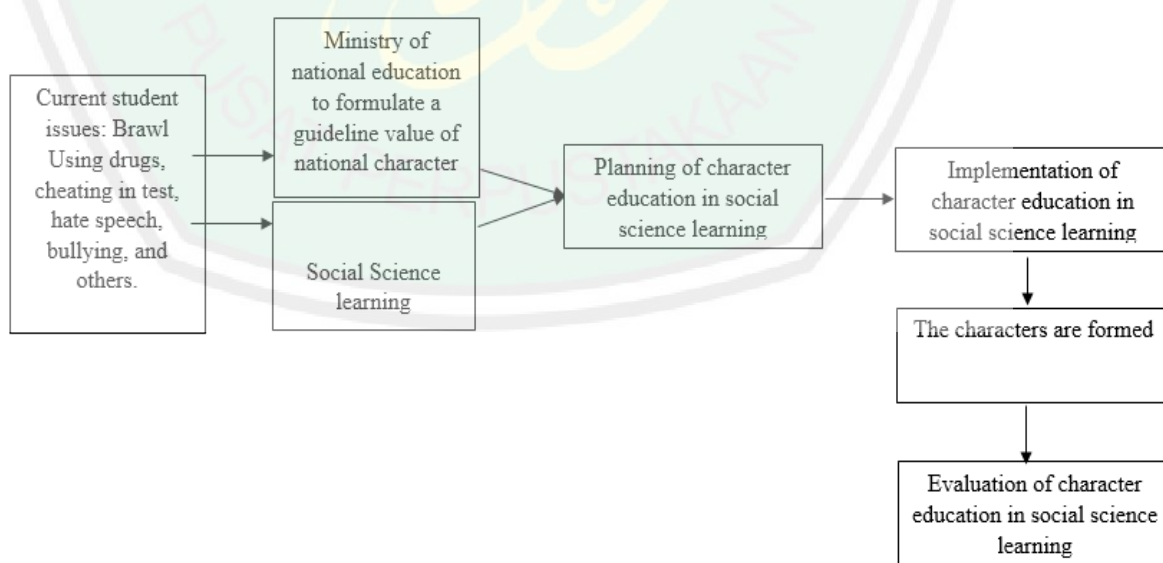 Current student
issues: Brawl
Using drugs,
cheating in test,
hate speech,
bullying, and
others.
Ministry of
national education
to formulate a
guideline value of
national character
Social Science
learning
Planning of character
education in social
science learning
Implementation of
character education in
social science learning
The characters are formed
Evaluation of character
education in social science
learning
PUSAT PERPUSTAKAAN